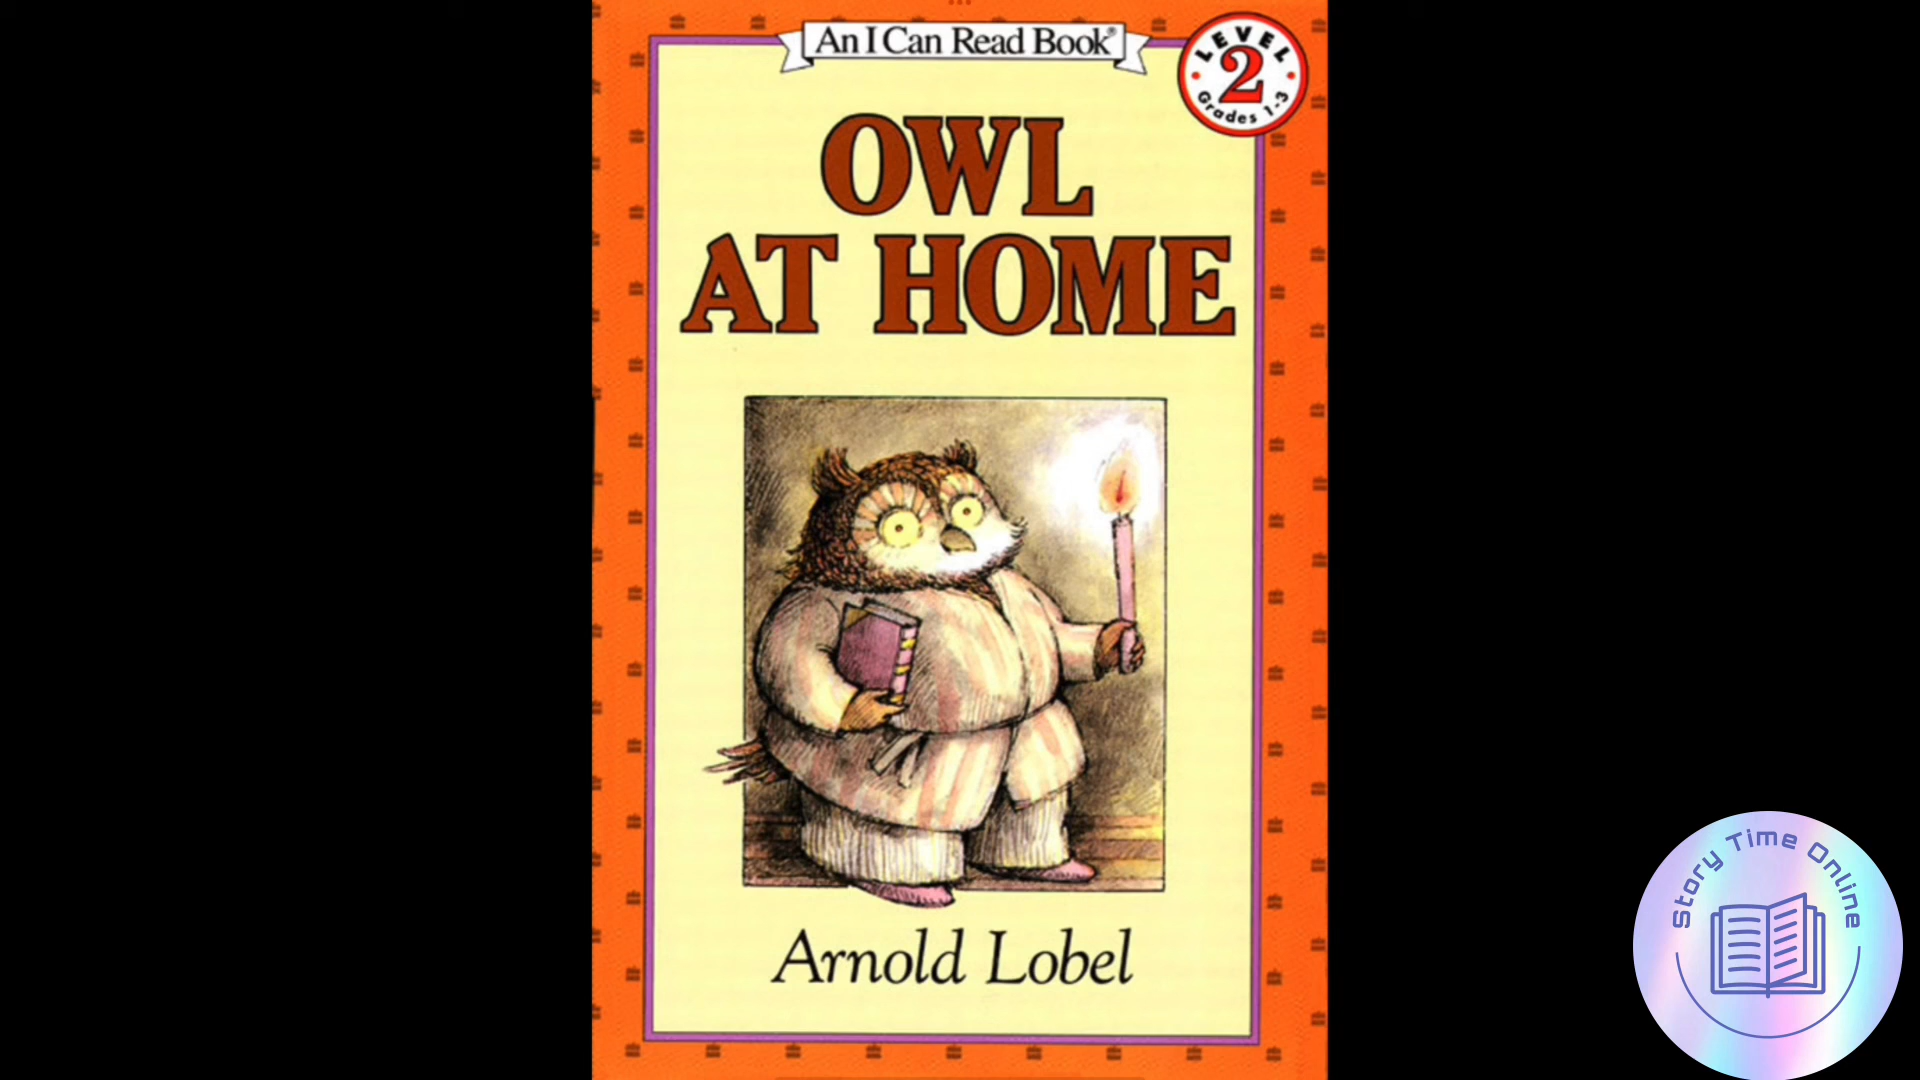 An I Can Read Book®
LEVEL
2
Grades 1-3
OWL
AT HOME
Arnold Lobel
Story Time Online